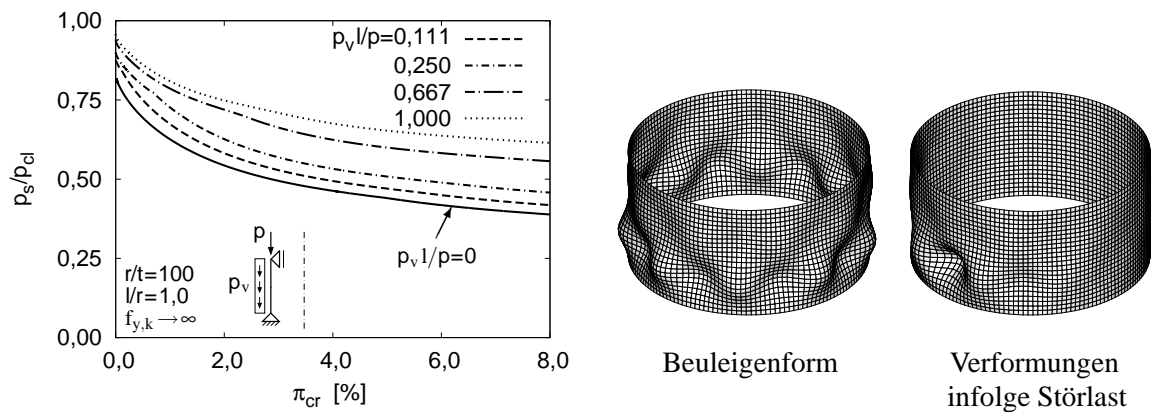 1,00
0,75
0,50
0,25
0,00
p_s/p_cl
p_v l/p=0,111
0,250
0,667
1,000
p_v l/p=0
p
p_v
r/t=100
l/r=1,0
f_y,k → ∞
0,0 2,0 4,0 6,0 8,0
π_cr [%]
Beuleigenform
Verformungen
infolge Störlast